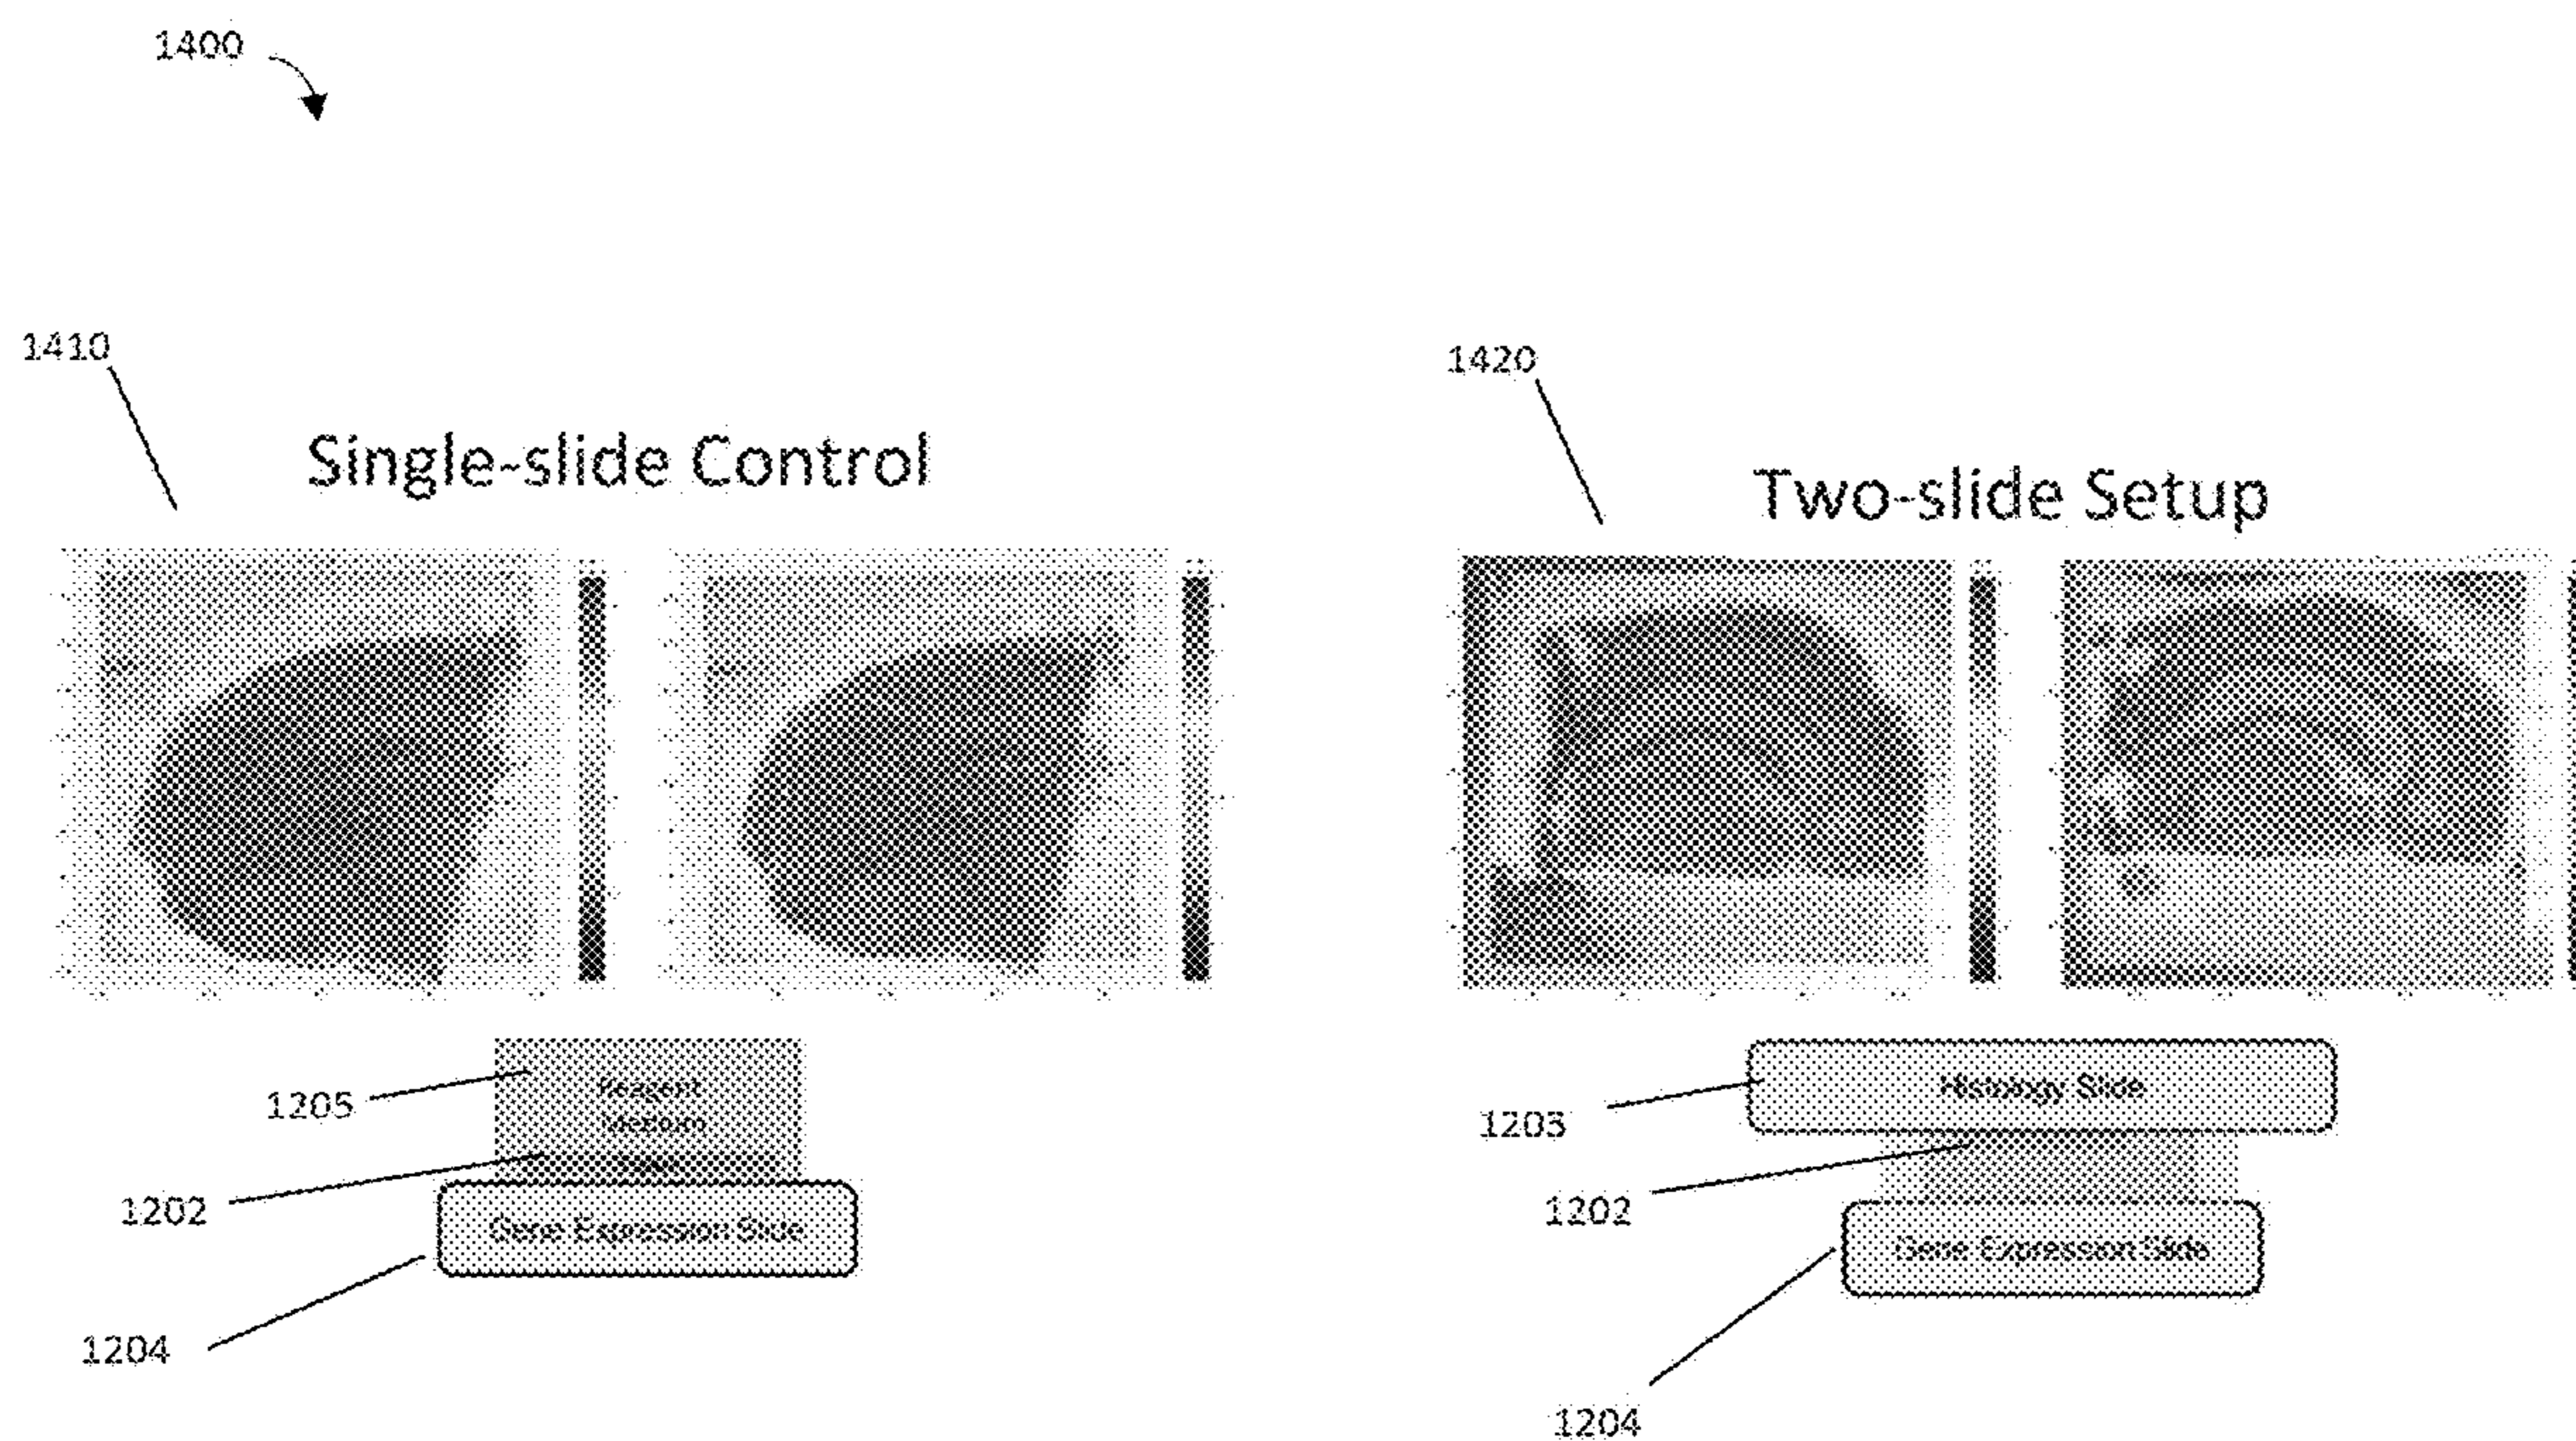 1400
1410
1420
Single-slide Control
Two-slide Setup
Reagent
Medium
1205
1202
Gene Expression Slide
1204
Histology Slide
1203
1202
Gene Expression Slide
1204